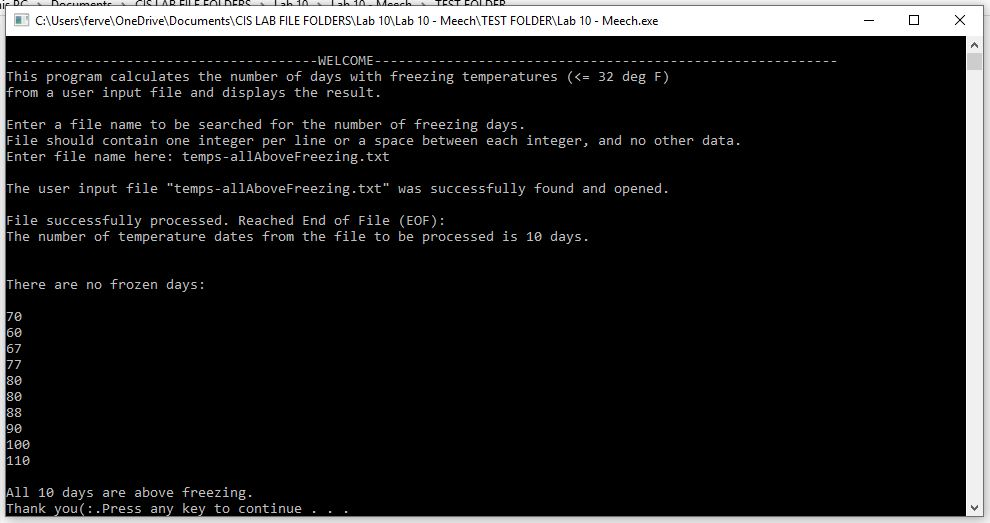 is PC > Documents > CIS LAB FILE FOLDERS > Lab 10 > Lab 10 - Meech > TEST FOLDER
C:\Users\ferve\OneDrive\Documents\CIS LAB FILE FOLDERS\Lab 10\Lab 10 - Meech\TEST FOLDER\Lab 10 - Meech.exe
---------------------------------------WELCOME----------------------------------------------------------
This program calculates the number of days with freezing temperatures (<= 32 deg F)
from a user input file and displays the result.
Enter a file name to be searched for the number of freezing days.
File should contain one integer per line or a space between each integer, and no other data.
Enter file name here: temps-allAboveFreezing.txt
The user input file "temps-allAboveFreezing.txt" was successfully found and opened.
File successfully processed. Reached End of File (EOF):
The number of temperature dates from the file to be processed is 10 days.
There are no frozen days:
70
60
67
77
80
80
88
90
100
110
All 10 days are above freezing.
Thank you(:.Press any key to continue . . .